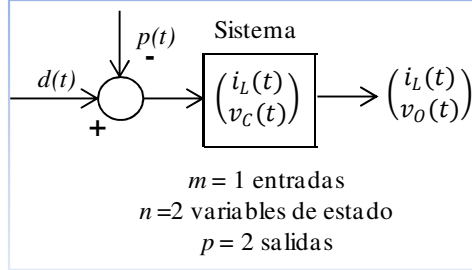 p(t)
Sistema
-
d(t)
+
(i_L(t) v_C(t))
(i_L(t) v_O(t))
m = 1 entradas
n =2 variables de estado
p = 2 salidas